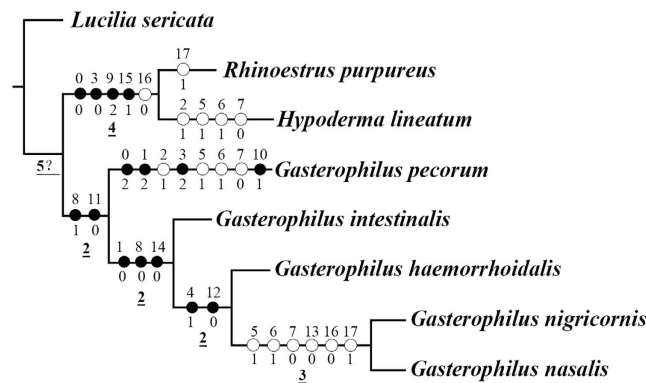 Lucilia sericata
17
0 3 9 15 16
Rhinoestrus purpureus
1
0 0 2 1 0
2 5 6 7
4
Hypoderma lineatum
1 1 1 0
5?
0 1 2 3 5 6 7 10
Gasterophilus pecorum
2 2 1 2 1 1 0 1
8 11
1 0
Gasterophilus intestinalis
2
1 8 14
0 0 0
Gasterophilus haemorrhoidalis
2
4 12
1 0
Gasterophilus nigricornis
2
5 6 7 13 16 17
1 1 0 0 0 1
Gasterophilus nasalis
3